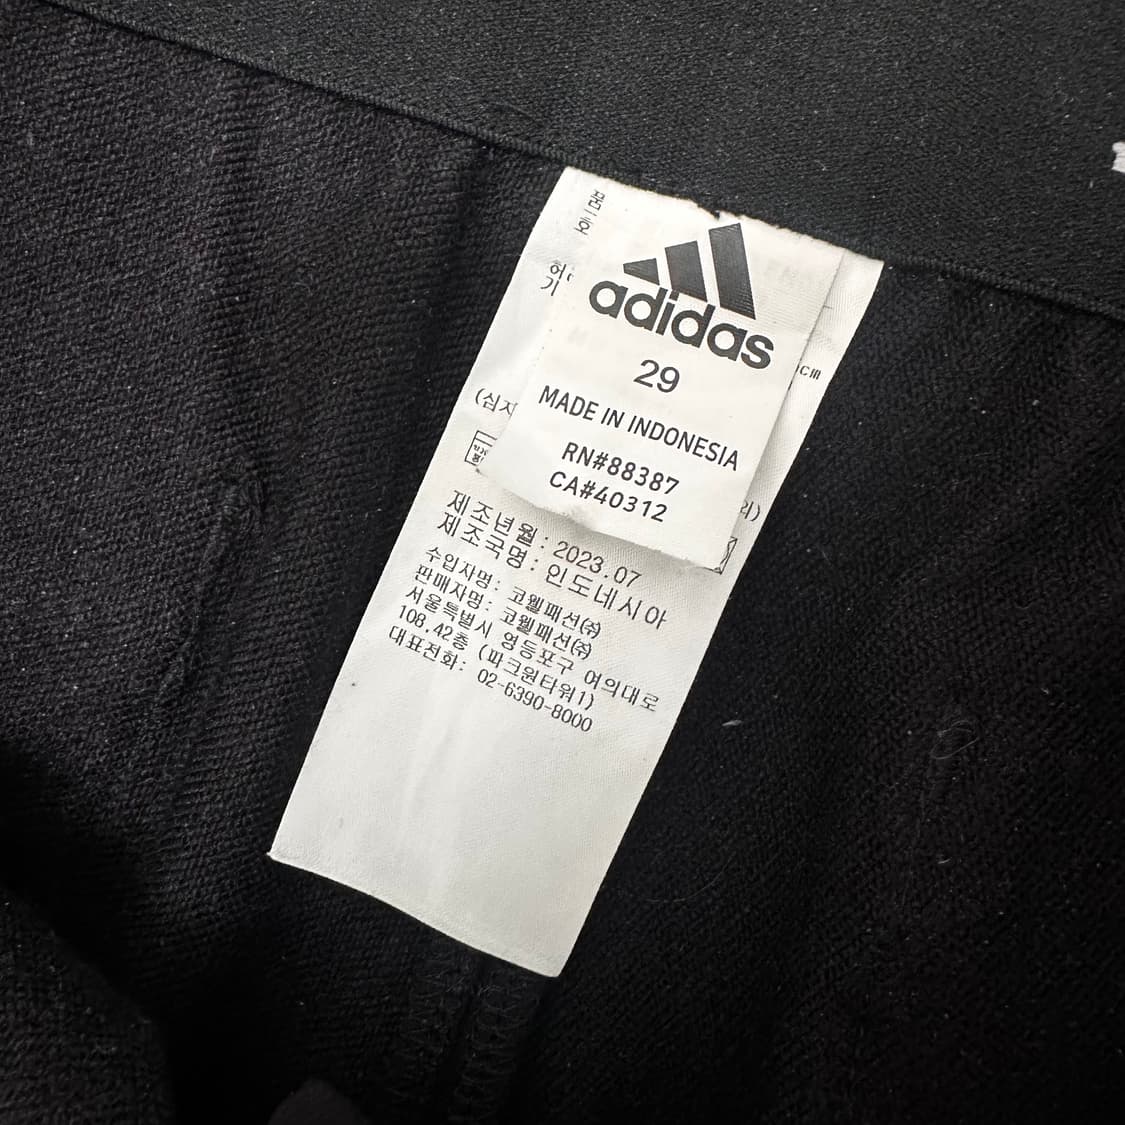 adidas
29
MADE IN INDONESIA
RN#88387
CA#40312
cm
제조년월 : 2023.07
제조국명 : 인도네시아
수입자명: 코웰패션㈜
판매자명: 코웰패션㈜
서울특별시 영등포구 여의대로
108.42층 (파크원타워1)
대표전화: 02-6390-8000